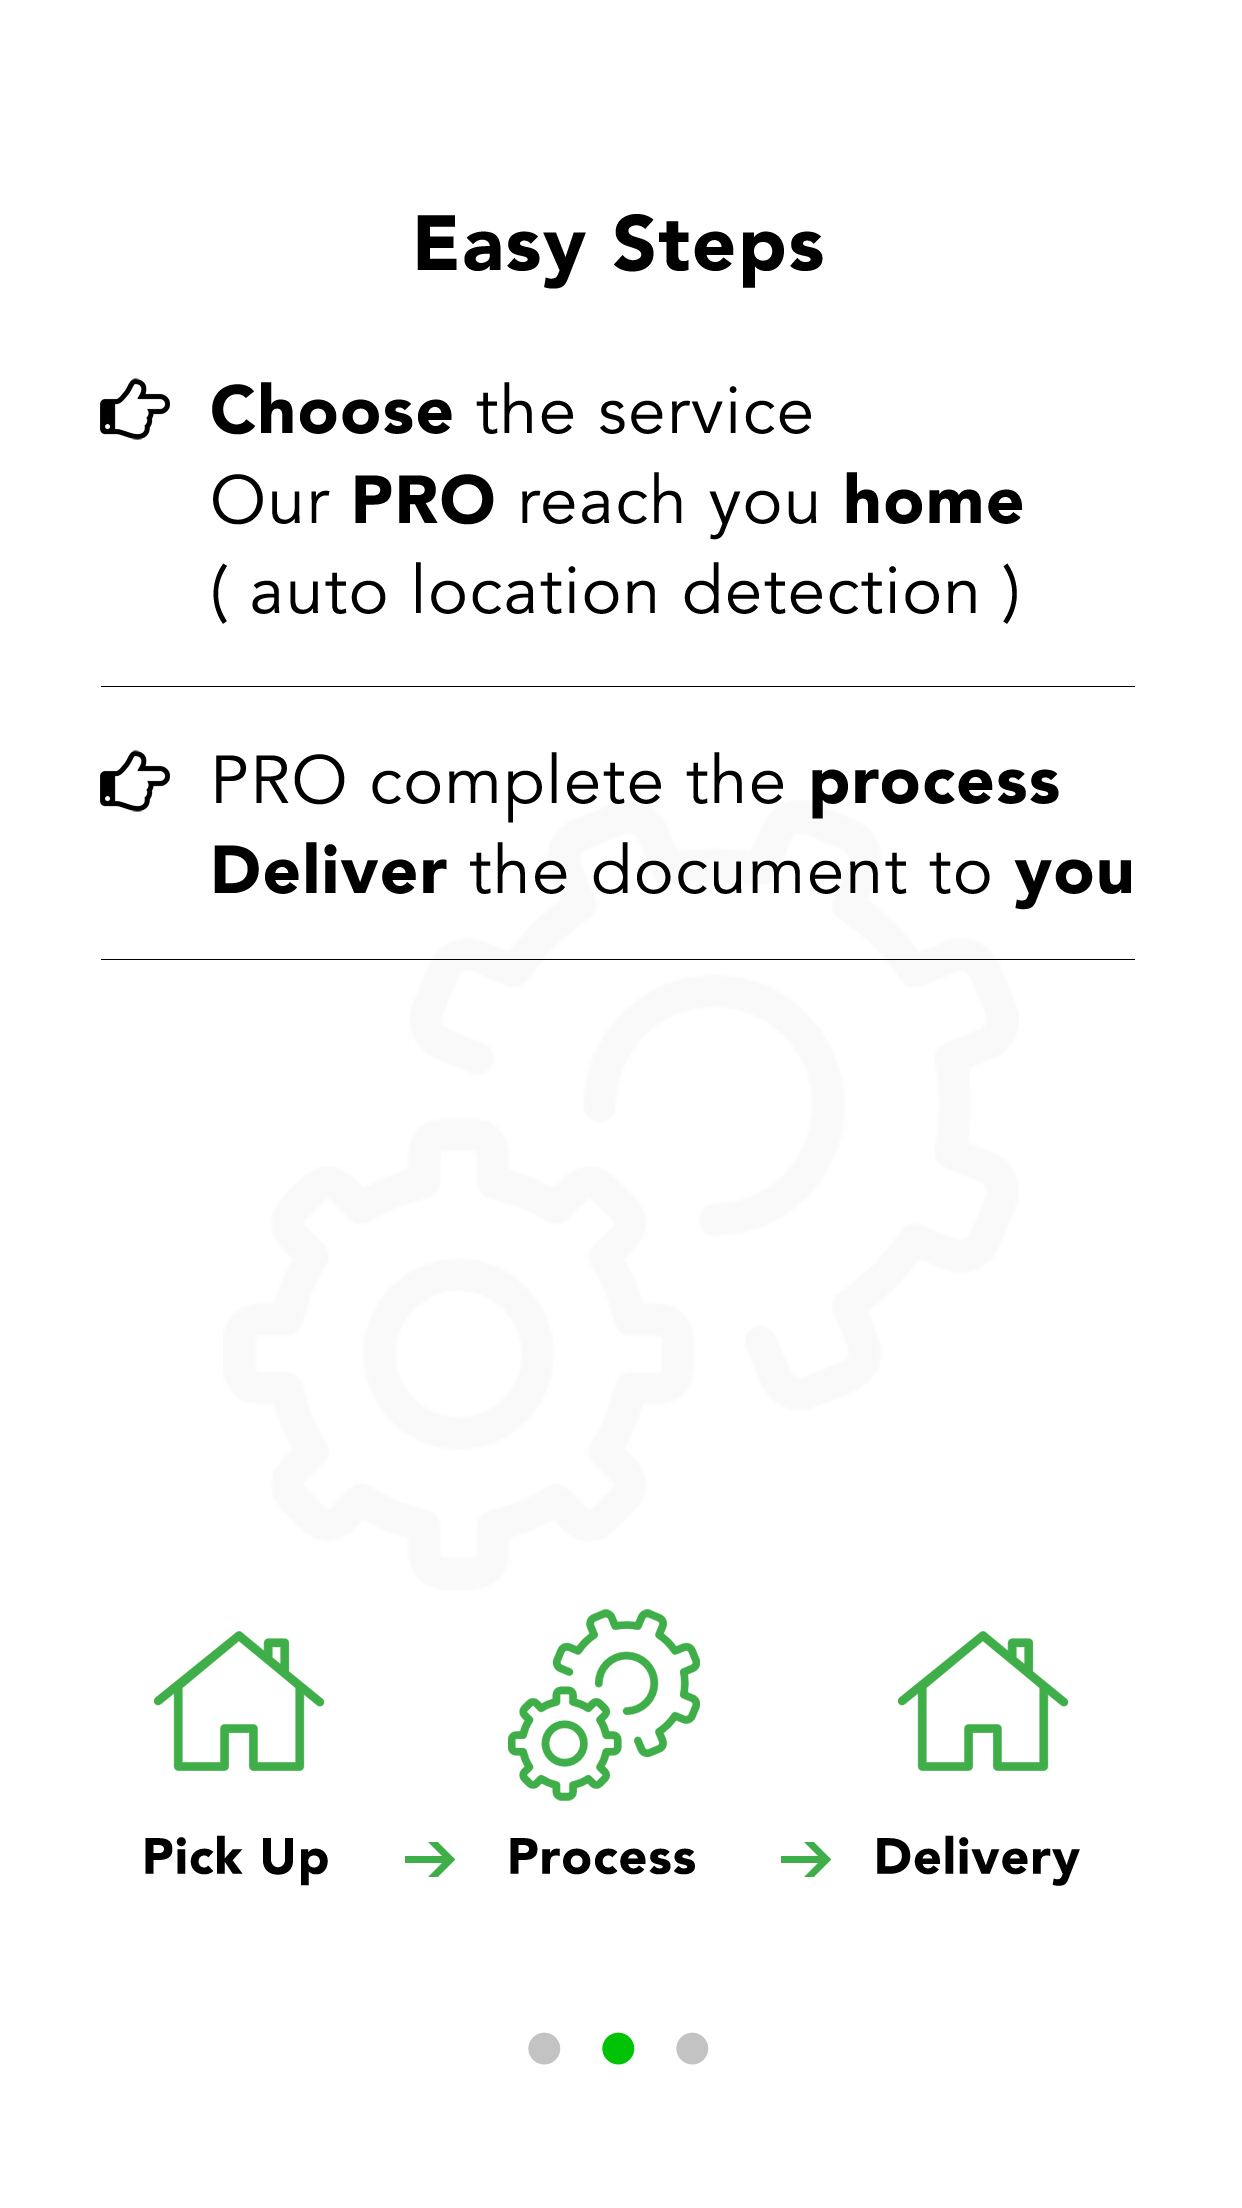 Easy Steps
Choose the service
Our PRO reach you home
( auto location detection )
PRO complete the process
Deliver the document to you
Pick Up → Process → Delivery